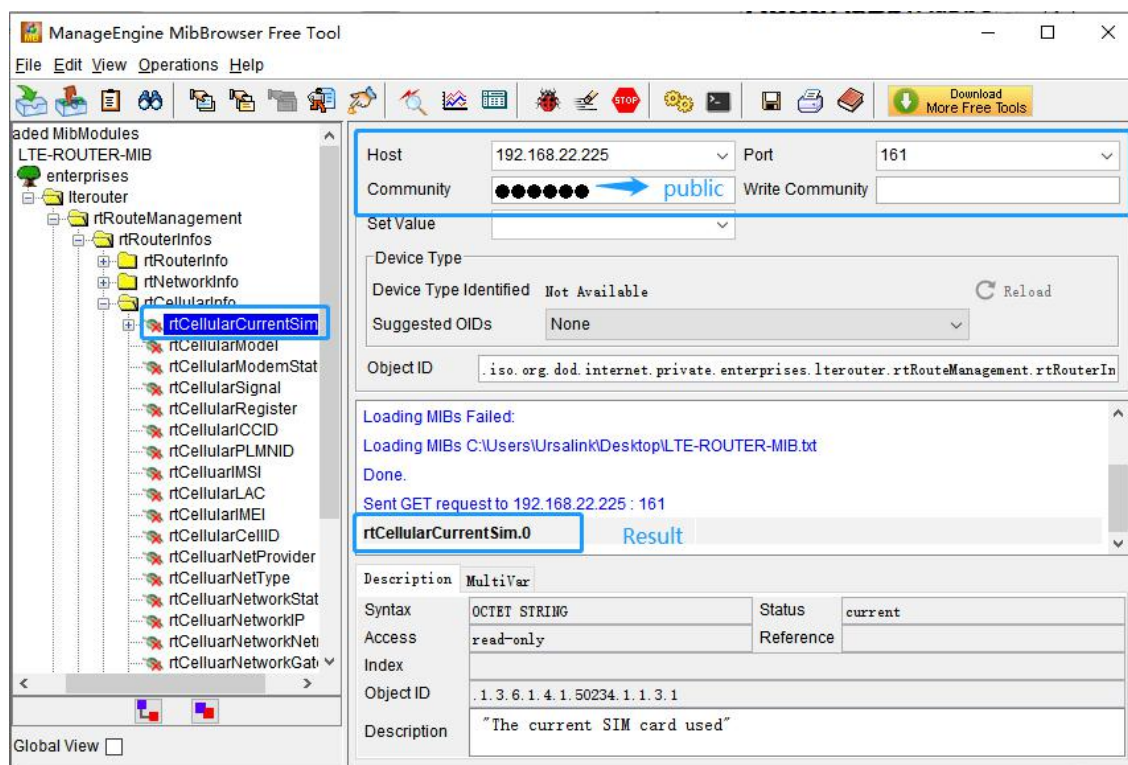 ManageEngine MibBrowser Free Tool
File Edit View Operations Help
STOP
Download
More Free Tools
aded MibModules
LTE-ROUTER-MIB
enterprises
lterouter
rtRouteManagement
rtRouterInfos
rtRouterInfo
rtNetworkInfo
rtCellularInfo
rtCellularCurrentSim
rtCellularModel
rtCellularModemStat
rtCellularSignal
rtCellularRegister
rtCellularICCID
rtCellularPLMNID
rtCelluarIMSI
rtCellularLAC
rtCellularIMEI
rtCellularCellID
rtCelluarNetProvider
rtCelluarNetType
rtCelluarNetworkStat
rtCelluarNetworkIP
rtCelluarNetworkNet
rtCelluarNetworkGat
Global View
Host 192.168.22.225 Port 161
Community ●●●●●● public Write Community
Set Value
Device Type
Device Type Identified Not Available Reload
Suggested OIDs None
Object ID .iso.org.dod.internet.private.enterprises.lterouter.rtRouteManagement.rtRouterIn
Loading MIBs Failed:
Loading MIBs C:\Users\Ursalink\Desktop\LTE-ROUTER-MIB.txt
Done.
Sent GET request to 192.168.22.225 : 161
rtCellularCurrentSim.0 Result
Description MultiVar
Syntax OCTET STRING Status current
Access read-only Reference
Index
Object ID .1.3.6.1.4.1.50234.1.1.3.1
Description "The current SIM card used"